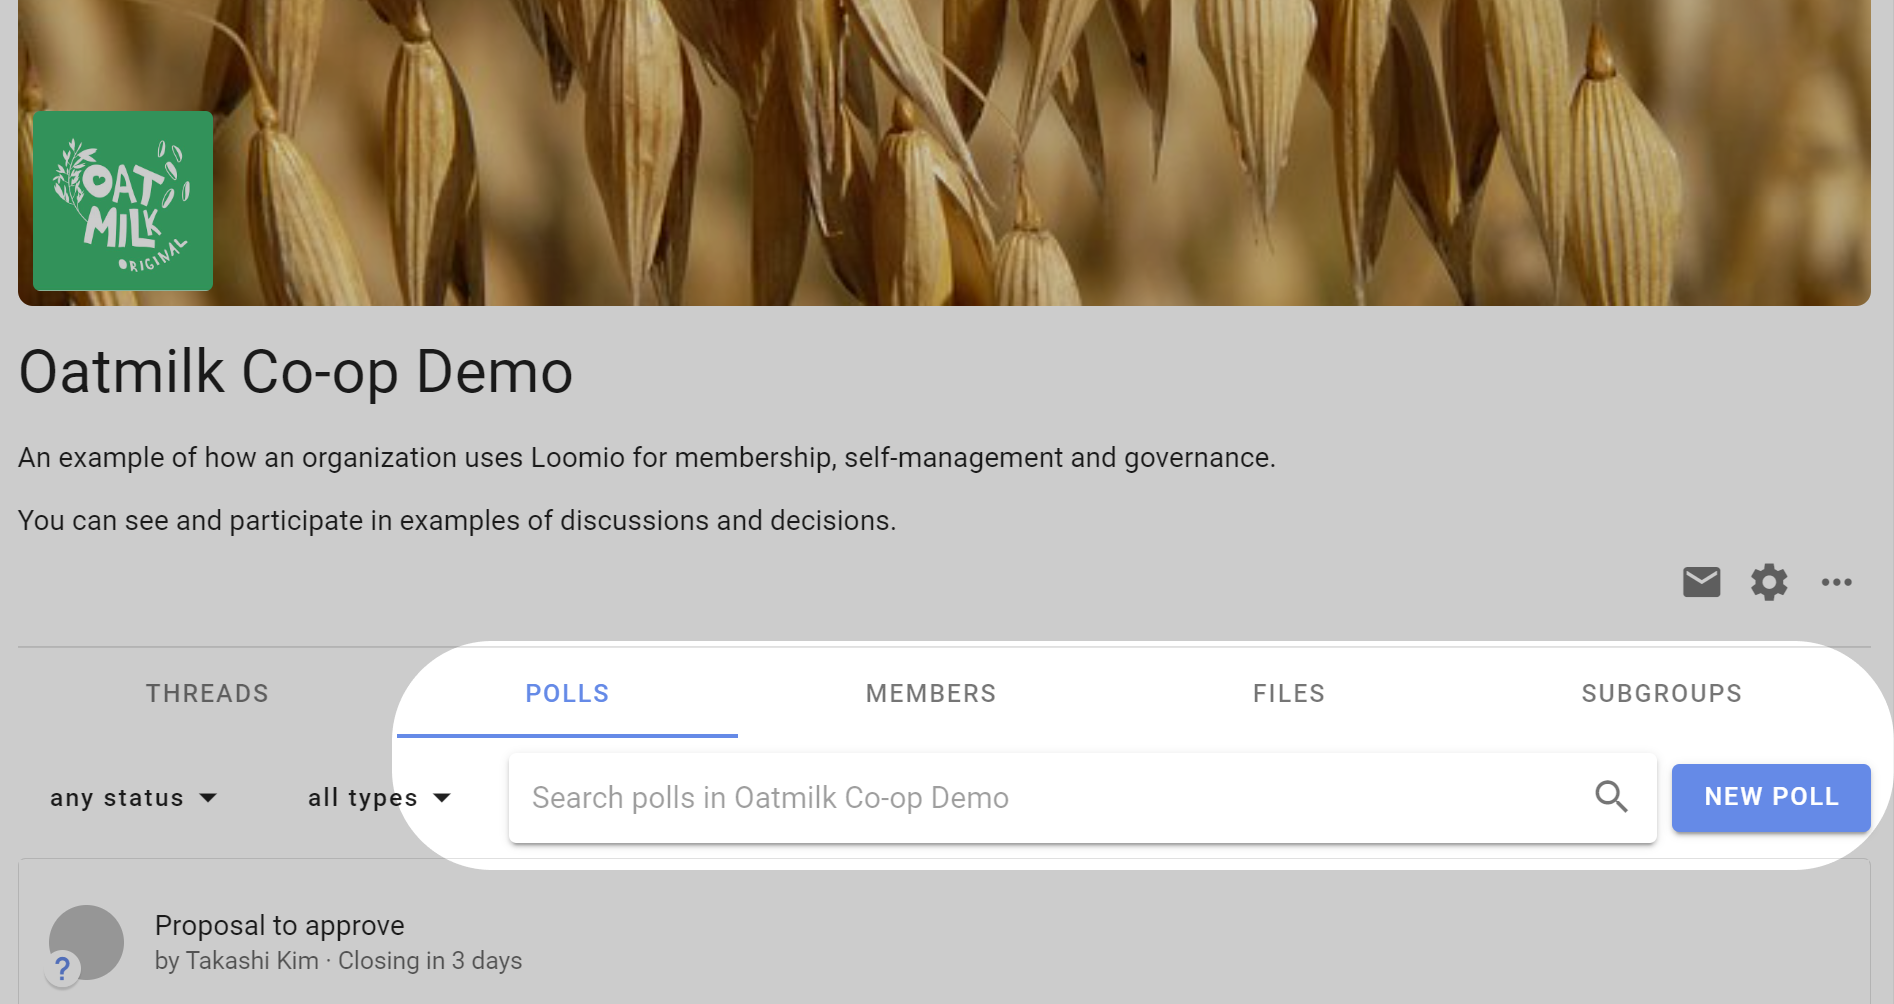 OAT
MILK
ORIGINAL
Oatmilk Co-op Demo
An example of how an organization uses Loomio for membership, self-management and governance.
You can see and participate in examples of discussions and decisions.
THREADS POLLS MEMBERS FILES SUBGROUPS
any status all types Search polls in Oatmilk Co-op Demo NEW POLL
Proposal to approve
by Takashi Kim · Closing in 3 days
?